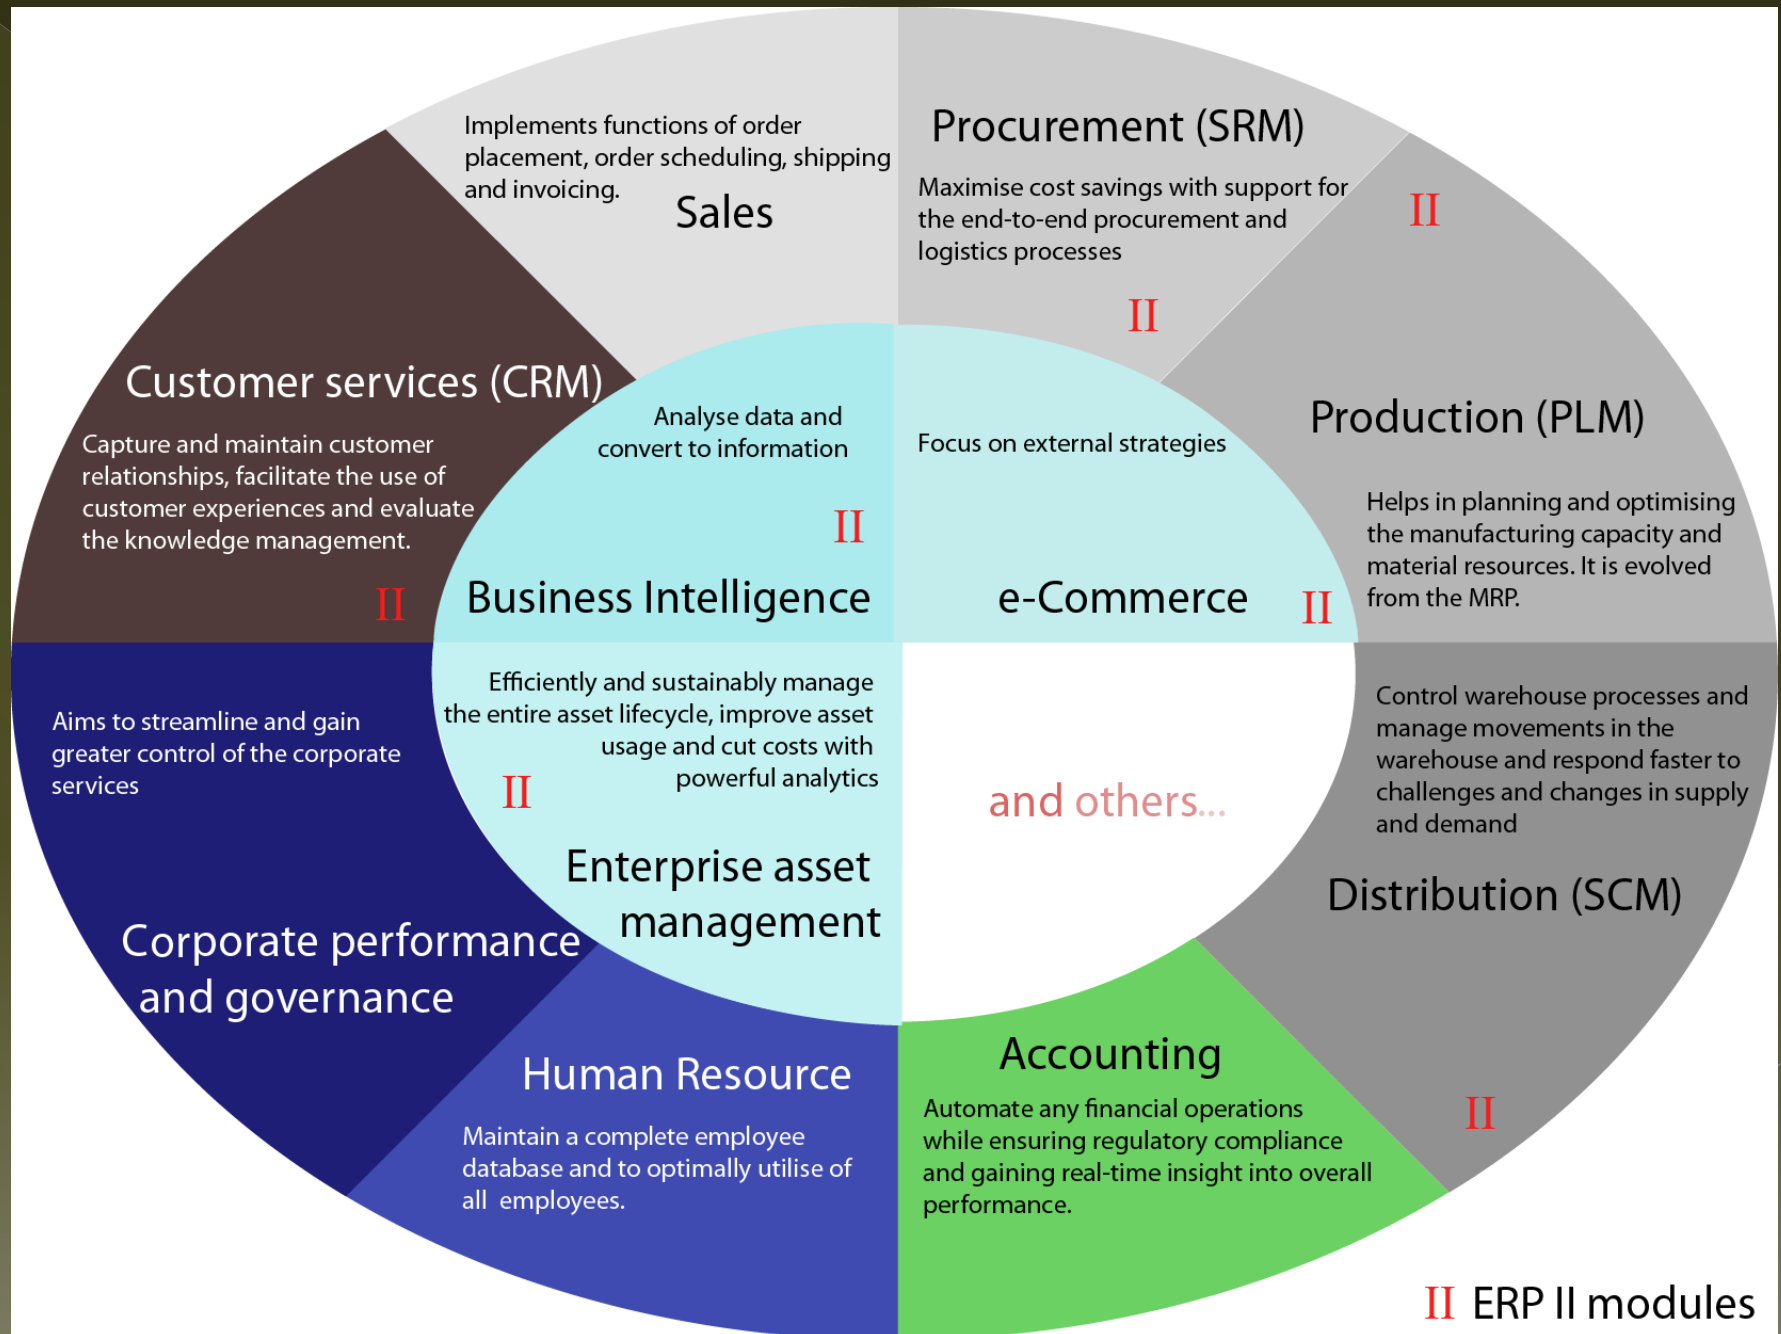 Implements functions of order
placement, order scheduling, shipping
and invoicing.
Sales
Procurement (SRM)
Maximise cost savings with support for
the end-to-end procurement and
logistics processes
II
II
Production (PLM)
Helps in planning and optimising
the manufacturing capacity and
material resources. It is evolved
from the MRP.
Customer services (CRM)
Capture and maintain customer
relationships, facilitate the use of
customer experiences and evaluate
the knowledge management.
II
Analyse data and
convert to information
II
Business Intelligence
Focus on external strategies
e-Commerce
II
Efficiently and sustainably manage
the entire asset lifecycle, improve asset
usage and cut costs with
powerful analytics
II
Enterprise asset
management
and others...
Control warehouse processes and
manage movements in the
warehouse and respond faster to
challenges and changes in supply
and demand
Distribution (SCM)
II
Aims to streamline and gain
greater control of the corporate
services
Corporate performance
and governance
Human Resource
Maintain a complete employee
database and to optimally utilise of
all employees.
Accounting
Automate any financial operations
while ensuring regulatory compliance
and gaining real-time insight into overall
performance.
II ERP II modules